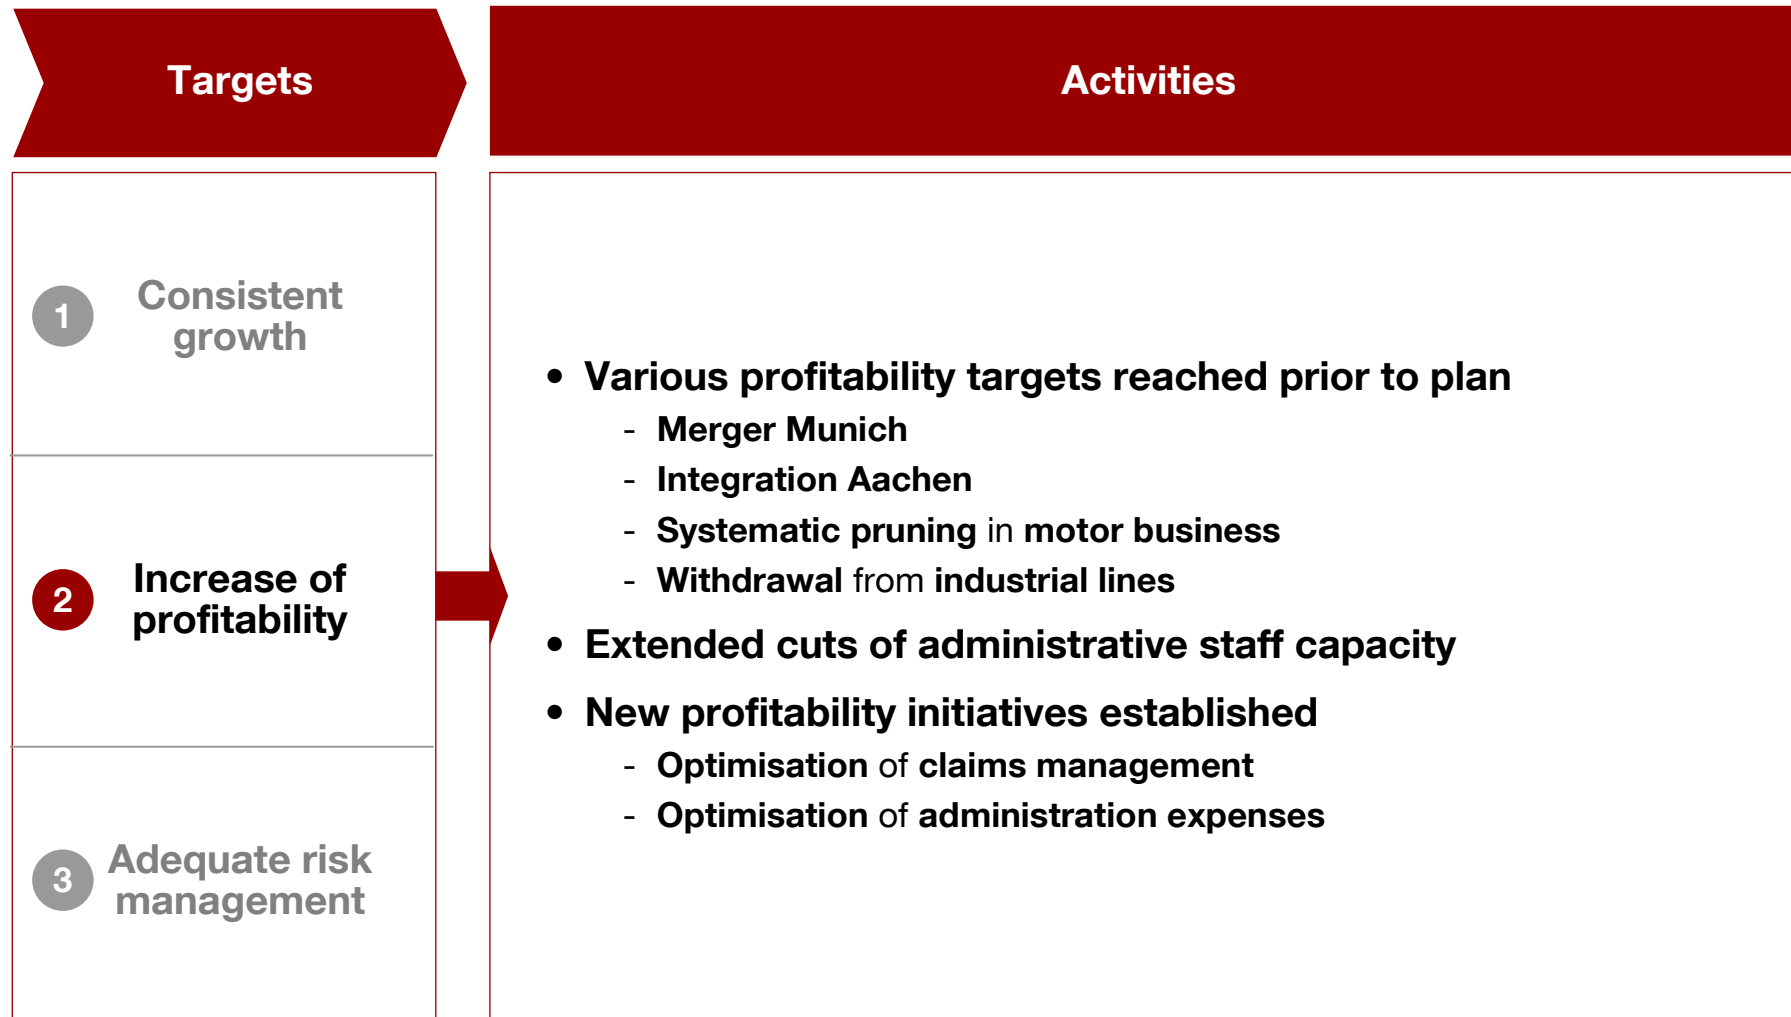 Targets
Activities
1
Consistent
growth
2
Increase of
profitability
3
Adequate risk
management
• Various profitability targets reached prior to plan
- Merger Munich
- Integration Aachen
- Systematic pruning in motor business
- Withdrawal from industrial lines
• Extended cuts of administrative staff capacity
• New profitability initiatives established
- Optimisation of claims management
- Optimisation of administration expenses